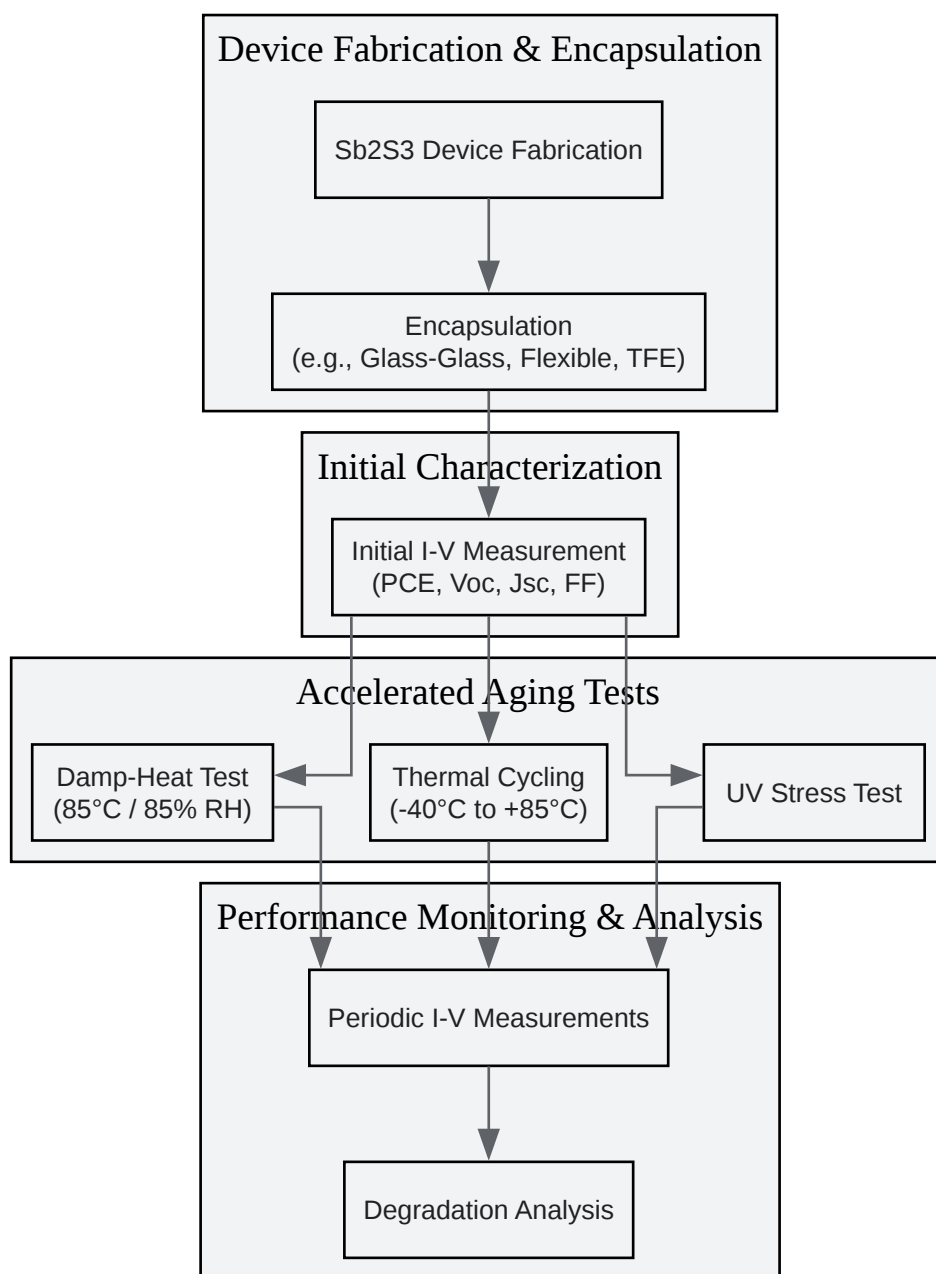 Device Fabrication & Encapsulation
Sb2S3 Device Fabrication
Encapsulation
(e.g., Glass-Glass, Flexible, TFE)
Initial Characterization
Initial I-V Measurement
(PCE, Voc, Jsc, FF)
Accelerated Aging Tests
Damp-Heat Test
(85°C / 85% RH)
Thermal Cycling
(-40°C to +85°C)
UV Stress Test
Performance Monitoring & Analysis
Periodic I-V Measurements
Degradation Analysis